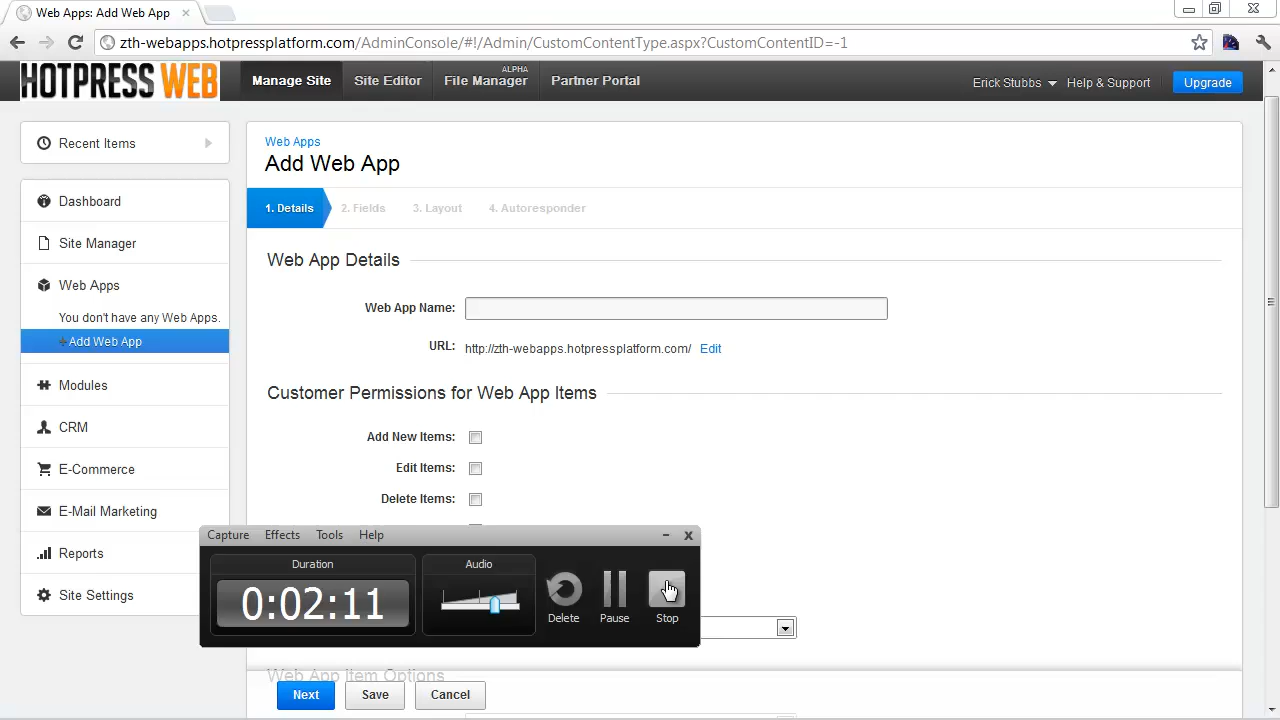 Web Apps: Add Web App
zth-webapps.hotpressplatform.com/AdminConsole/#!/Admin/CustomContentType.aspx?CustomContentID=-1
HOTPRESS WEB
Manage Site
Site Editor
ALPHA
File Manager
Partner Portal
Erick Stubbs
Help & Support
Upgrade
Recent Items
Dashboard
Site Manager
Web Apps
You don't have any Web Apps.
+Add Web App
Modules
CRM
E-Commerce
E-Mail Marketing
Reports
Site Settings
Web Apps
Add Web App
1. Details
2. Fields
3. Layout
4. Autoresponder
Web App Details
Web App Name:
URL: http://zth-webapps.hotpressplatform.com/ Edit
Customer Permissions for Web App Items
Add New Items:
Edit Items:
Delete Items:
Capture Effects Tools Help
Duration
0:02:11
Audio
Delete
Pause
Stop
Web App Item Options
Next
Save
Cancel